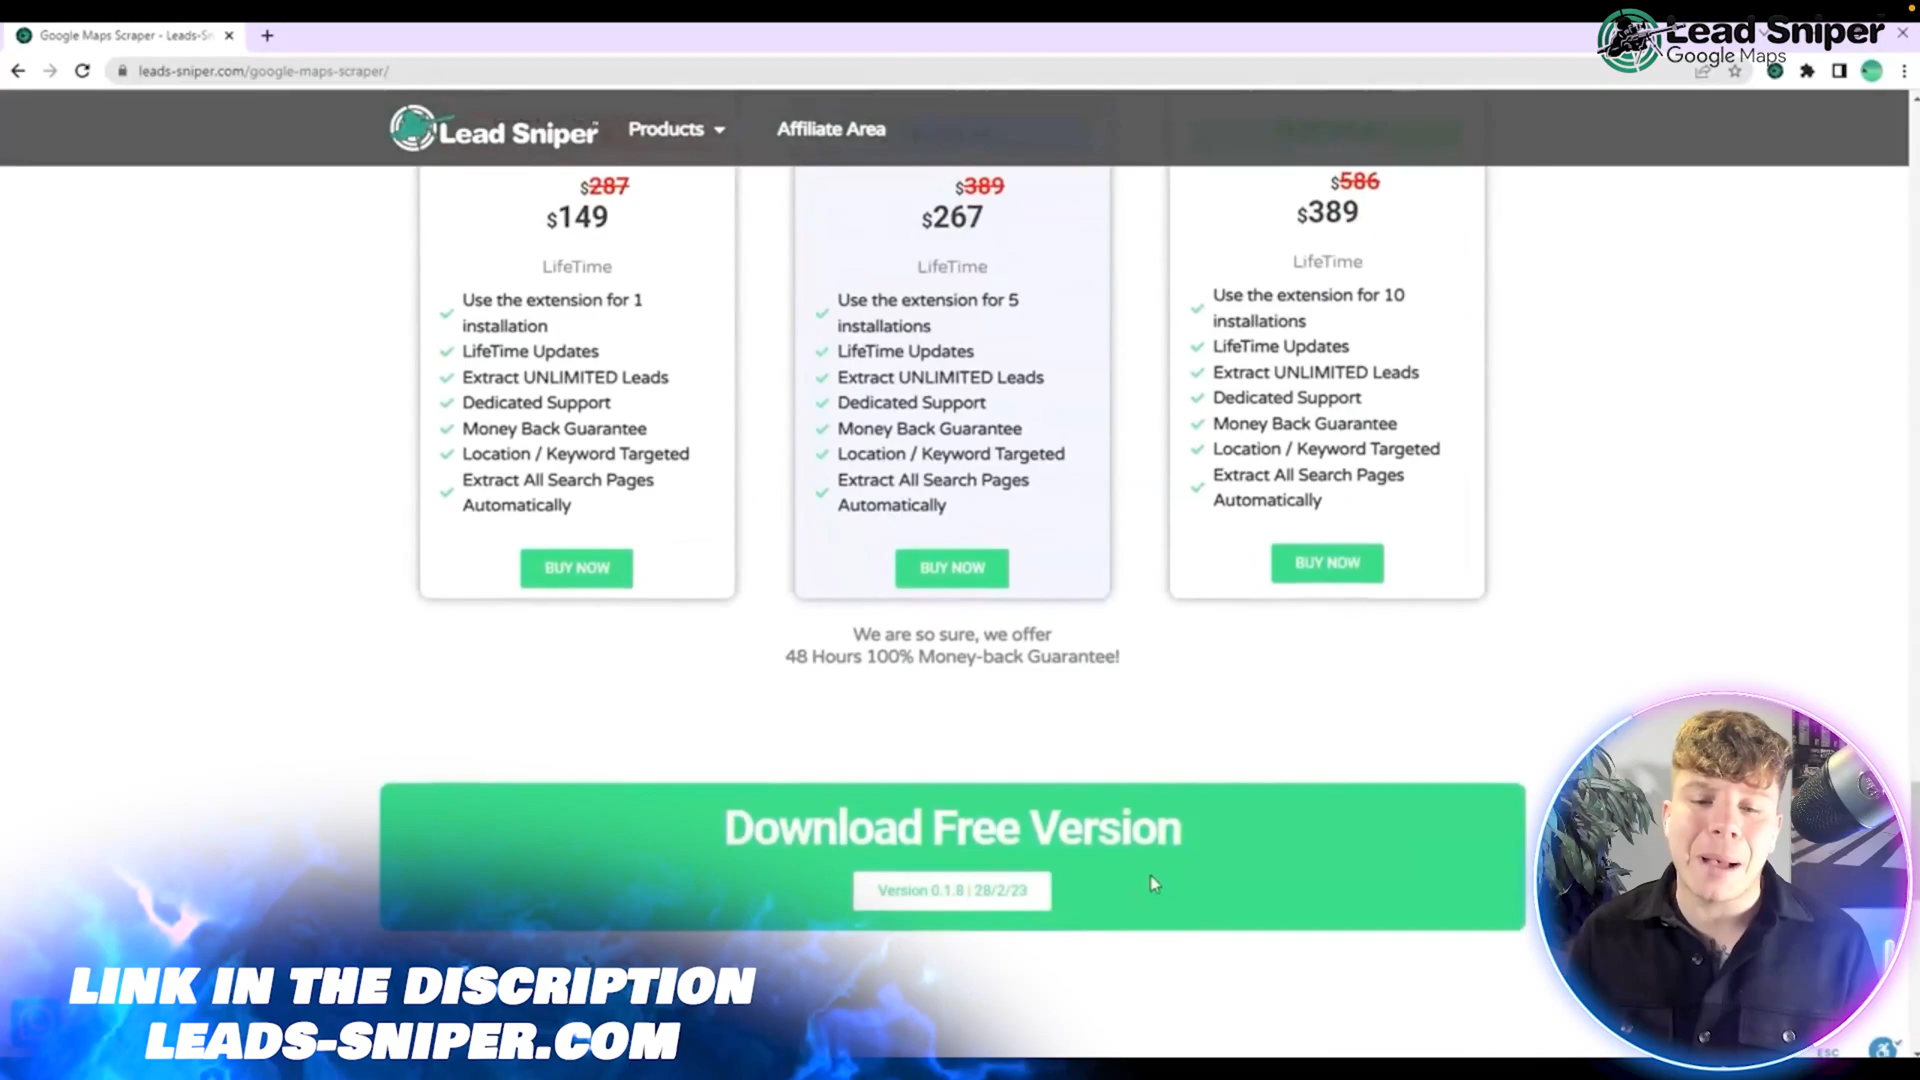 Google Maps Scraper - Leads-Sn
Lead Sniper
Google Maps
leads-sniper.com/google-maps-scraper/
Lead Sniper
Products
Affiliate Area
$287
$149
LifeTime
Use the extension for 1
installation
LifeTime Updates
Extract UNLIMITED Leads
Dedicated Support
Money Back Guarantee
Location / Keyword Targeted
Extract All Search Pages
Automatically
BUY NOW
$389
$267
LifeTime
Use the extension for 5
installations
LifeTime Updates
Extract UNLIMITED Leads
Dedicated Support
Money Back Guarantee
Location / Keyword Targeted
Extract All Search Pages
Automatically
BUY NOW
$586
$389
LifeTime
Use the extension for 10
installations
LifeTime Updates
Extract UNLIMITED Leads
Dedicated Support
Money Back Guarantee
Location / Keyword Targeted
Extract All Search Pages
Automatically
BUY NOW
We are so sure, we offer
48 Hours 100% Money-back Guarantee!
Download Free Version
Version 0.1.8 | 28/2/23
LINK IN THE DISCRIPTION
LEADS-SNIPER.COM
ESC